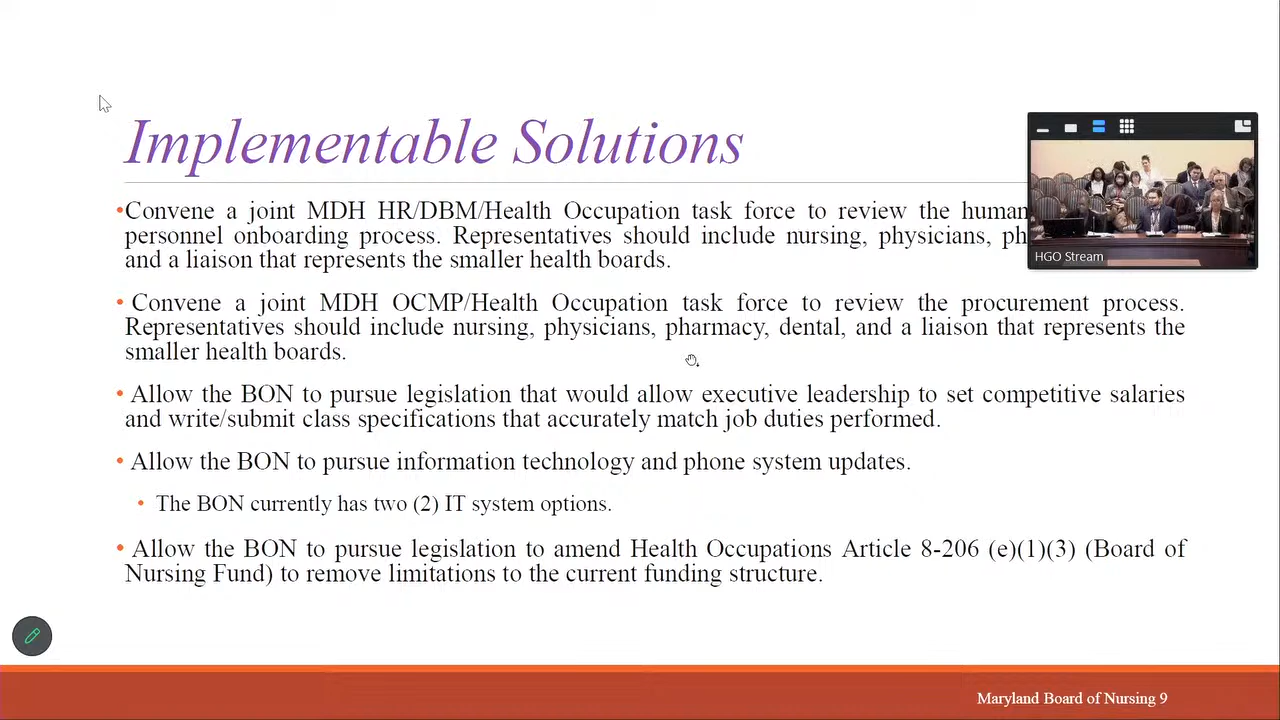 Implementable Solutions
•Convene a joint MDH HR/DBM/Health Occupation task force to review the human
personnel onboarding process. Representatives should include nursing, physicians,
and a liaison that represents the smaller health boards.
HGO Stream
• Convene a joint MDH OCMP/Health Occupation task force to review the procurement process.
Representatives should include nursing, physicians, pharmacy, dental, and a liaison that represents the
smaller health boards.
• Allow the BON to pursue legislation that would allow executive leadership to set competitive salaries
and write/submit class specifications that accurately match job duties performed.
• Allow the BON to pursue information technology and phone system updates.
• The BON currently has two (2) IT system options.
• Allow the BON to pursue legislation to amend Health Occupations Article 8-206 (e)(1)(3) (Board of
Nursing Fund) to remove limitations to the current funding structure.
Maryland Board of Nursing 9